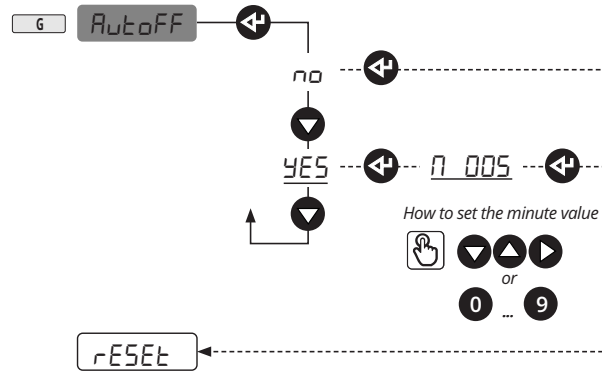 G AutoFF
no
YES П 005
How to set the minute value
or
0 ... 9
rESEt